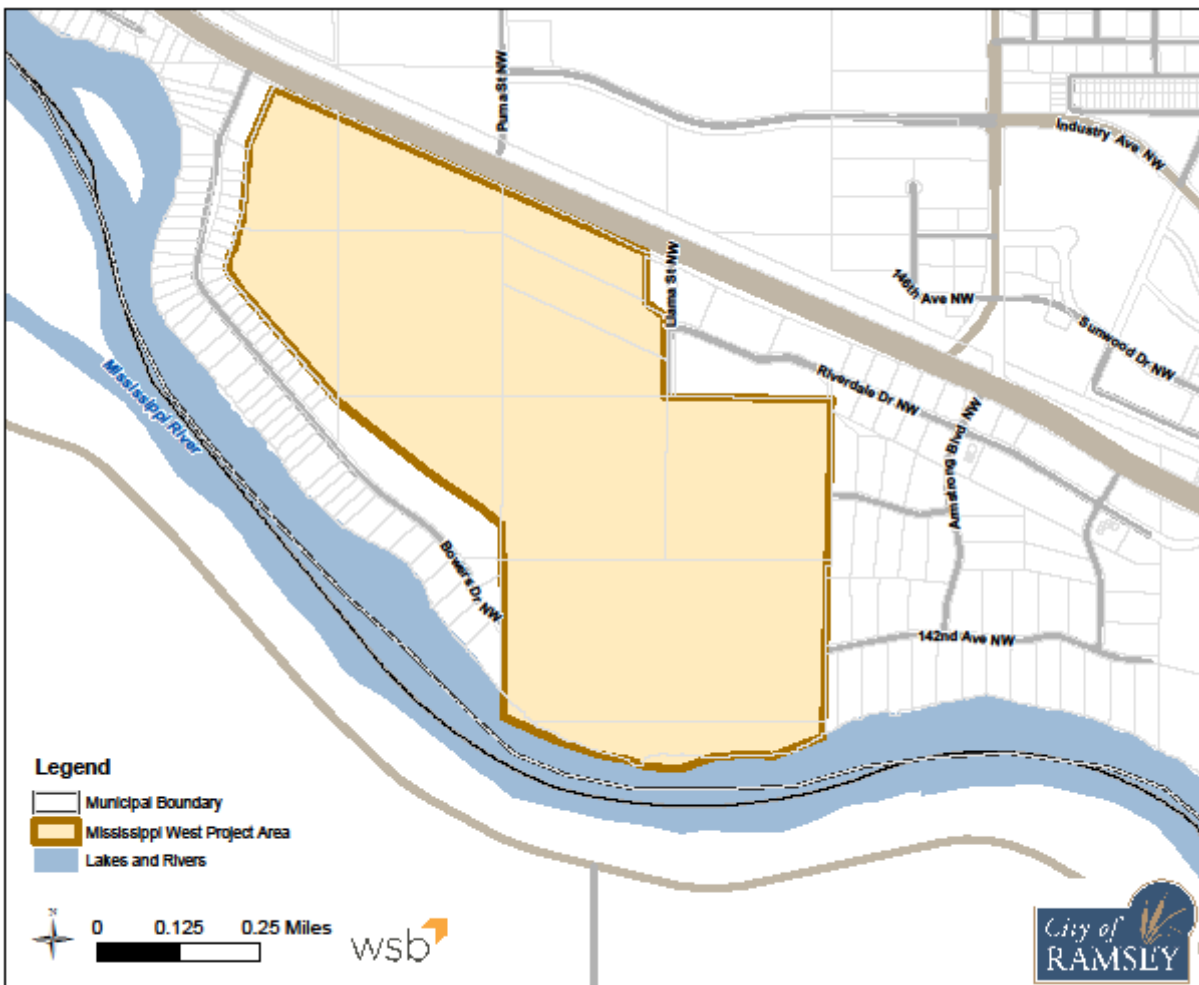 Puma St NW
Industry Ave NW
Llama St NW
146th Ave NW
Sunwood Dr NW
Riverdale Dr NW
Armstrong Blvd NW
Mississippi River
Bowers Dr NW
142nd Ave NW
Legend
Municipal Boundary
Mississippi West Project Area
Lakes and Rivers
N
0 0.125 0.25 Miles
wsb
City of
RAMSEY